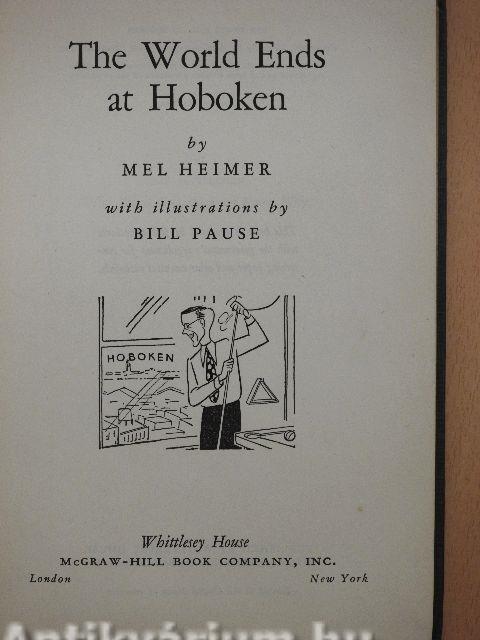 The World Ends
at Hoboken
by
MEL HEIMER
with illustrations by
BILL PAUSE
HOBOKEN
Whittlesey House
McGRAW-HILL BOOK COMPANY, INC.
London New York
Antikvárium.hu